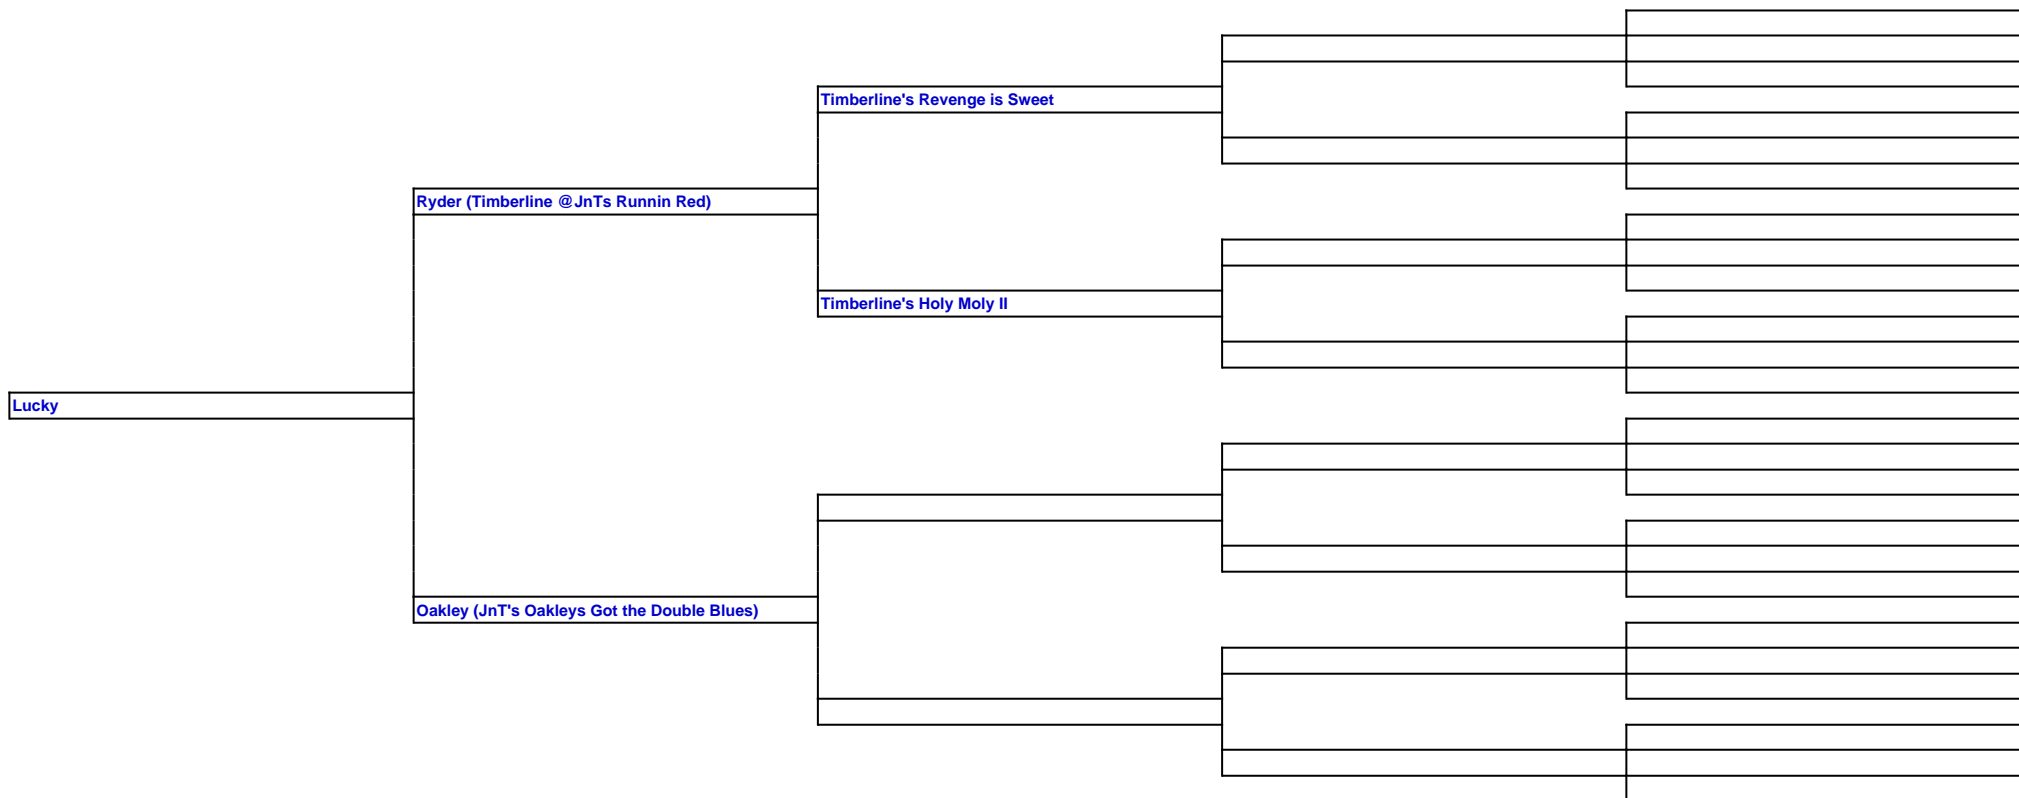 Timberline's Revenge is Sweet
Ryder (Timberline @JnTs Runnin Red)
Timberline's Holy Moly II
Lucky
Oakley (JnT's Oakleys Got the Double Blues)